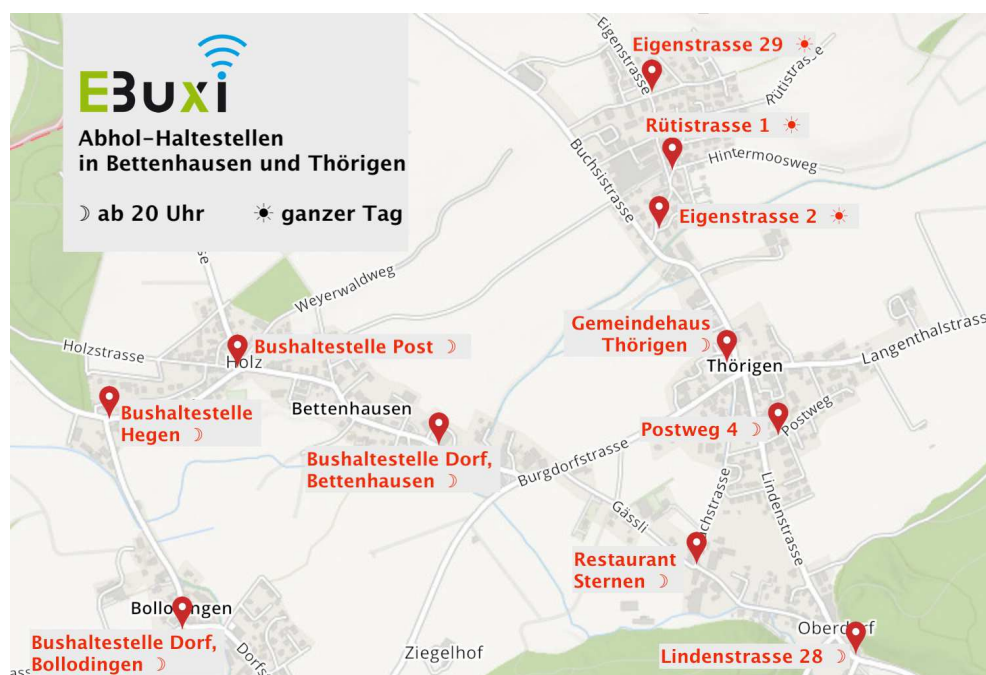 EBuxi
Abhol-Haltestellen
in Bettenhausen und Thörigen
☽ ab 20 Uhr ☀ ganzer Tag
Eigenstrasse
Eigenstrasse 29 ☀
Rütistrasse
Rütistrasse 1 ☀
Hintermoosweg
Buchsistrasse
Eigenstrasse 2 ☀
Weyerwaldweg
Gemeindehaus
Thörigen ☽
Thörigen
Langenthalstrass
Holzstrasse
Bushaltestelle Post ☽
Holz
Bushaltestelle
Hegen ☽
Bettenhausen
Bushaltestelle Dorf,
Bettenhausen ☽
Postweg 4 ☽
Postweg
Burgdorfstrasse
Lindenstrasse
Gässli
Restaurant
Sternen ☽
Bollodingen
Bushaltestelle Dorf,
Bollodingen ☽
Ziegelhof
Oberdorf
Lindenstrasse 28 ☽